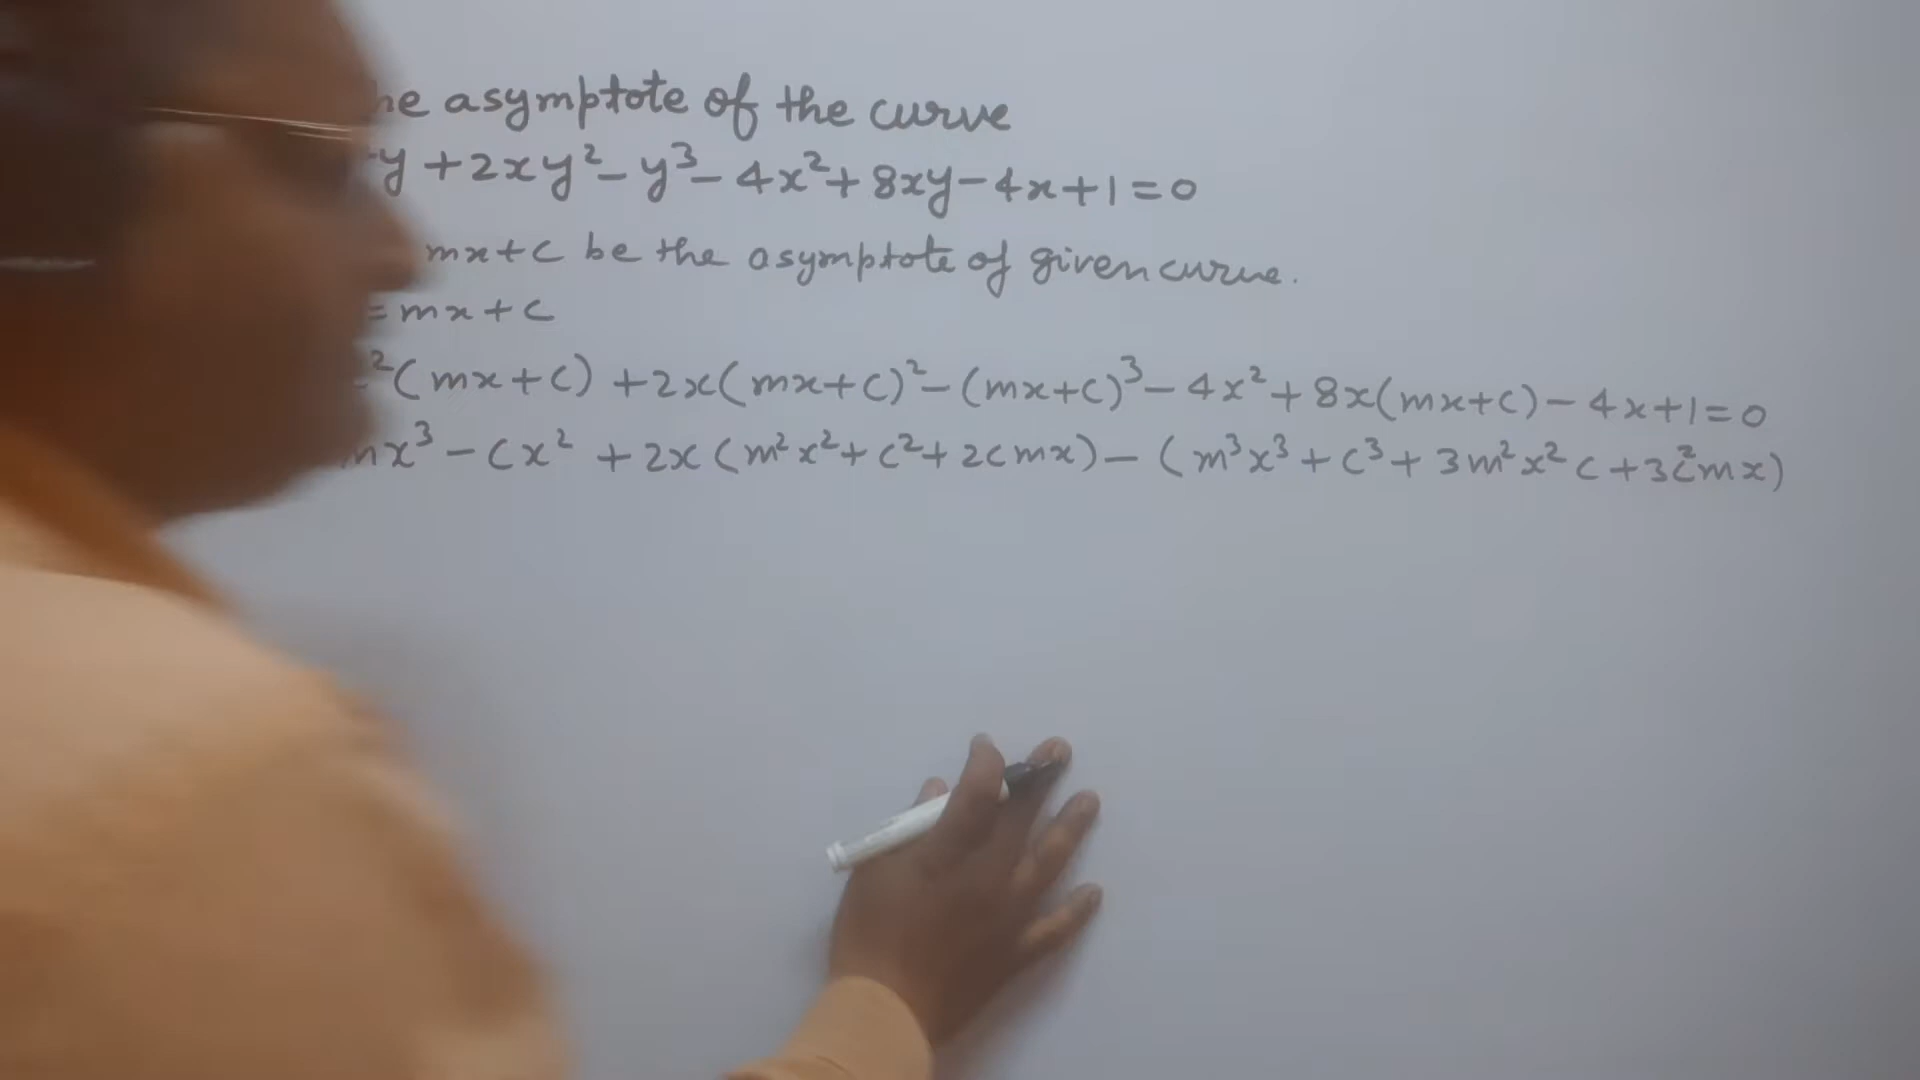 he asymptote of the curve
y + 2xy² - y³ - 4x² + 8xy - 4x + 1 = 0
mx + c be the asymptote of given curve.
= mx + c
²(mx + c) + 2x(mx + c)² - (mx + c)³ - 4x² + 8x(mx + c) - 4x + 1 = 0
mx³ - cx² + 2x(m²x² + c² + 2cmx) - (m³x³ + c³ + 3m²x²c + 3c²mx)